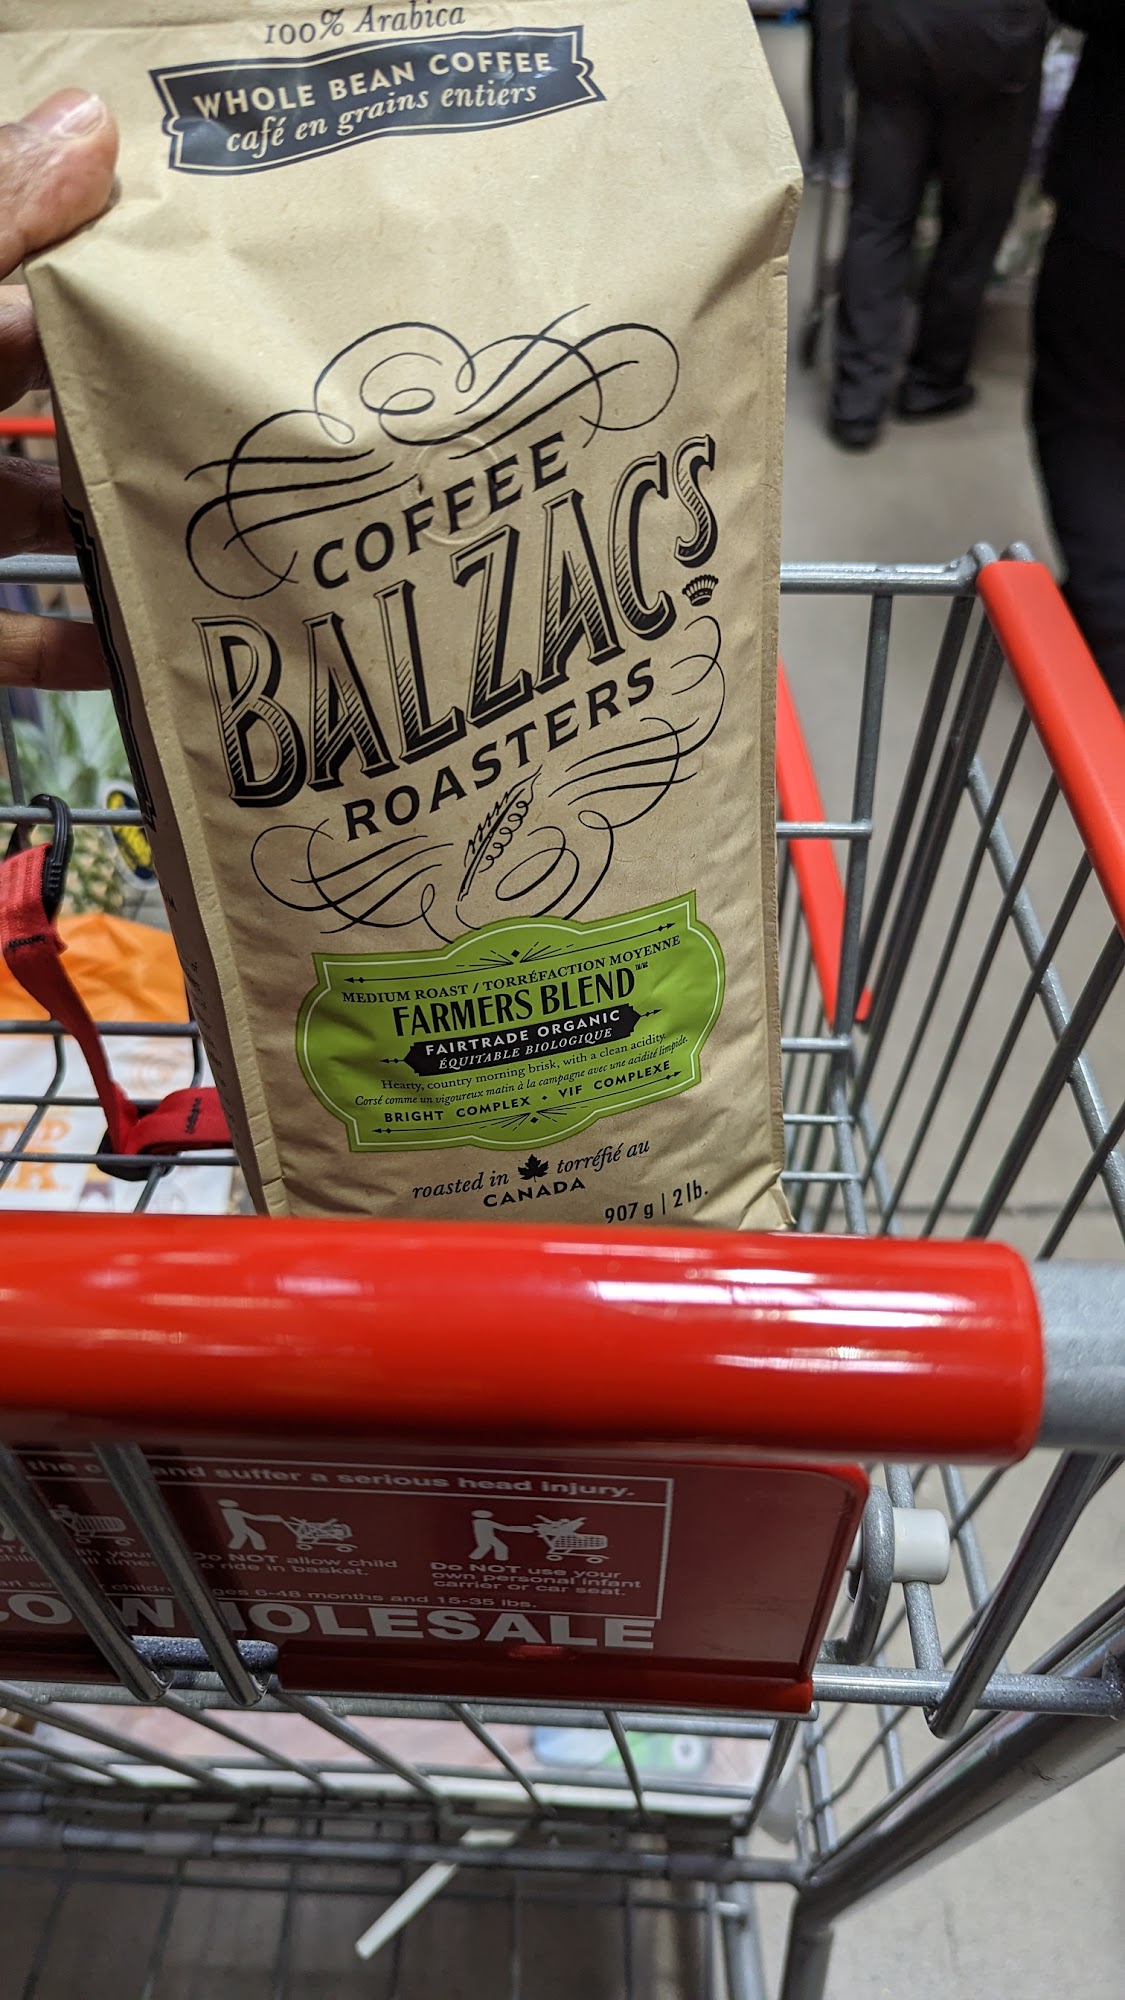 100% Arabica
WHOLE BEAN COFFEE
café en grains entiers
COFFEE
BALZAC'S
ROASTERS
MEDIUM ROAST / TORRÉFACTION MOYENNE
FARMERS BLEND
FAIRTRADE ORGANIC
ÉQUITABLE BIOLOGIQUE
Hearty, country morning brisk, with a clean acidity.
Corsé comme un vigoureux matin à la campagne avec une acidité limpide.
BRIGHT COMPLEX • VIF COMPLEXE
roasted in torréfié au
CANADA
907 g | 2 lb.
the and suffer a serious head injury.
with your
Do NOT allow child
to ride in basket.
Do NOT use your
own personal infant
carrier or car seat.
ages 6-48 months and 15-35 lbs.
WHOLESALE